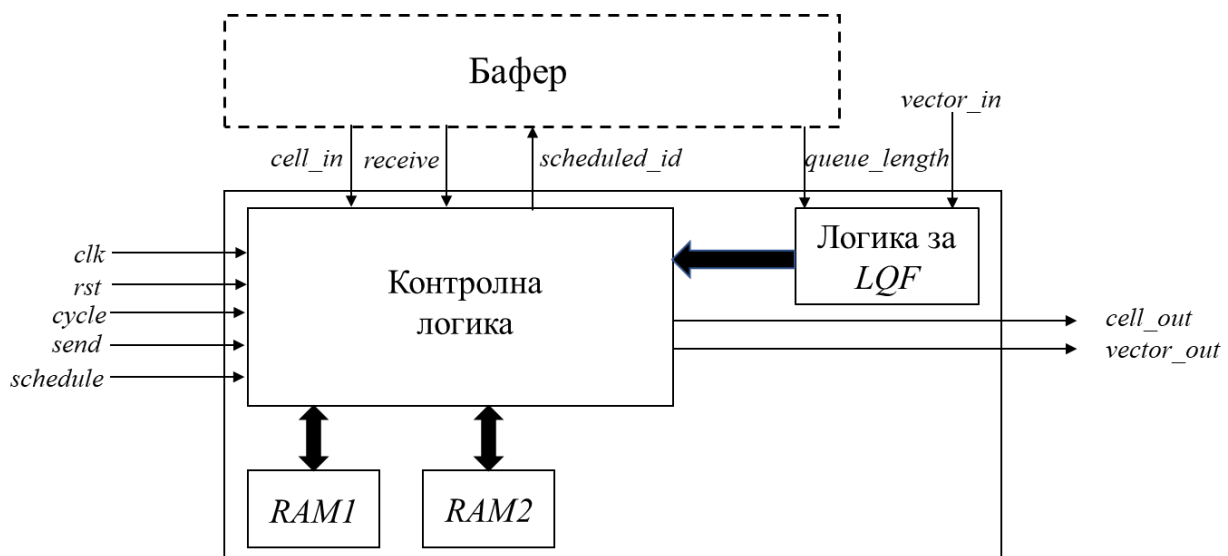 Бафер
vector_in
cell_in receive scheduled_id queue_length
Логика за
LQF
clk
rst
cycle
send
schedule
Контролна
логика
cell_out
vector_out
RAM1 RAM2